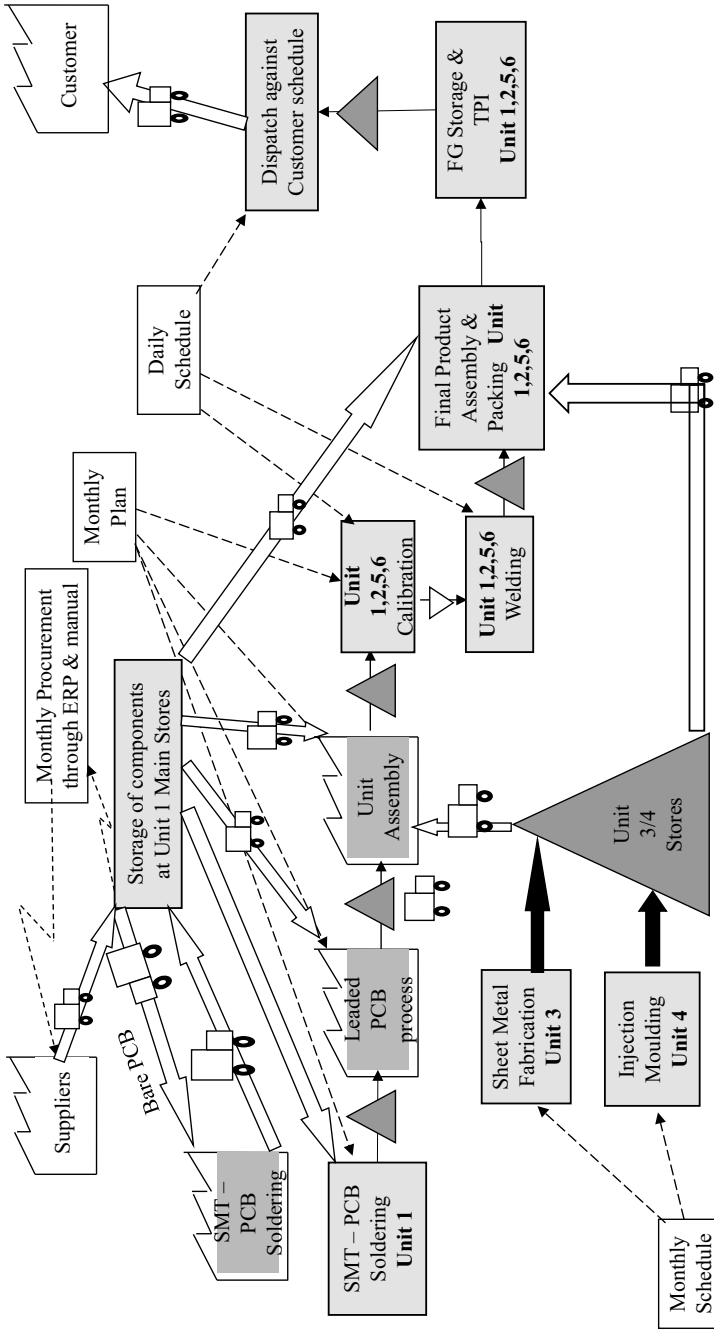 Suppliers
Monthly Procurement
through ERP & manual
Monthly
Plan
Daily
Schedule
Customer
Bare PCB
SMT –
PCB
Soldering
Storage of components
at Unit 1 Main Stores
Dispatch against
Customer schedule
SMT – PCB
Soldering
Unit 1
Leaded
PCB
process
Unit
Assembly
Unit
1,2,5,6
Calibration
Unit 1,2,5,6
Welding
Final Product
Assembly &
Packing Unit
1,2,5,6
FG Storage &
TPI
Unit 1,2,5,6
Sheet Metal
Fabrication
Unit 3
Injection
Moulding
Unit 4
Unit
3/4
Stores
Monthly
Schedule